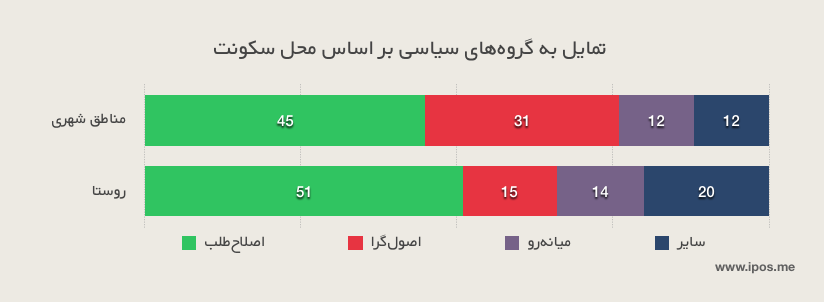 تمایل به گروه‌های سیاسی بر اساس محل سکونت
مناطق شهری 45 31 12 12
روستا 51 15 14 20
اصلاح‌طلب اصول‌گرا میانه‌رو سایر
www.ipos.me